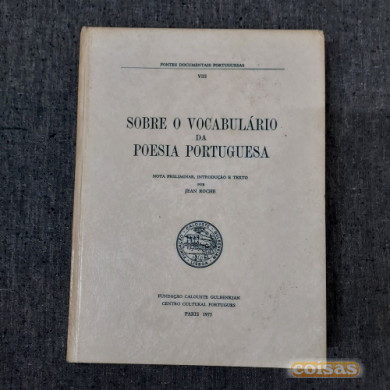 FONTES DOCUMENTAIS PORTUGUESAS
VIII
SOBRE O VOCABULÁRIO
DA
POESIA PORTUGUESA
NOTA PRELIMINAR, INTRODUÇÃO E TEXTO
POR
JEAN ROCHE
FUNDAÇÃO CALOUSTE GULBENKIAN
CENTRO CULTURAL PORTUGUÊS
PARIS 1975
coisas